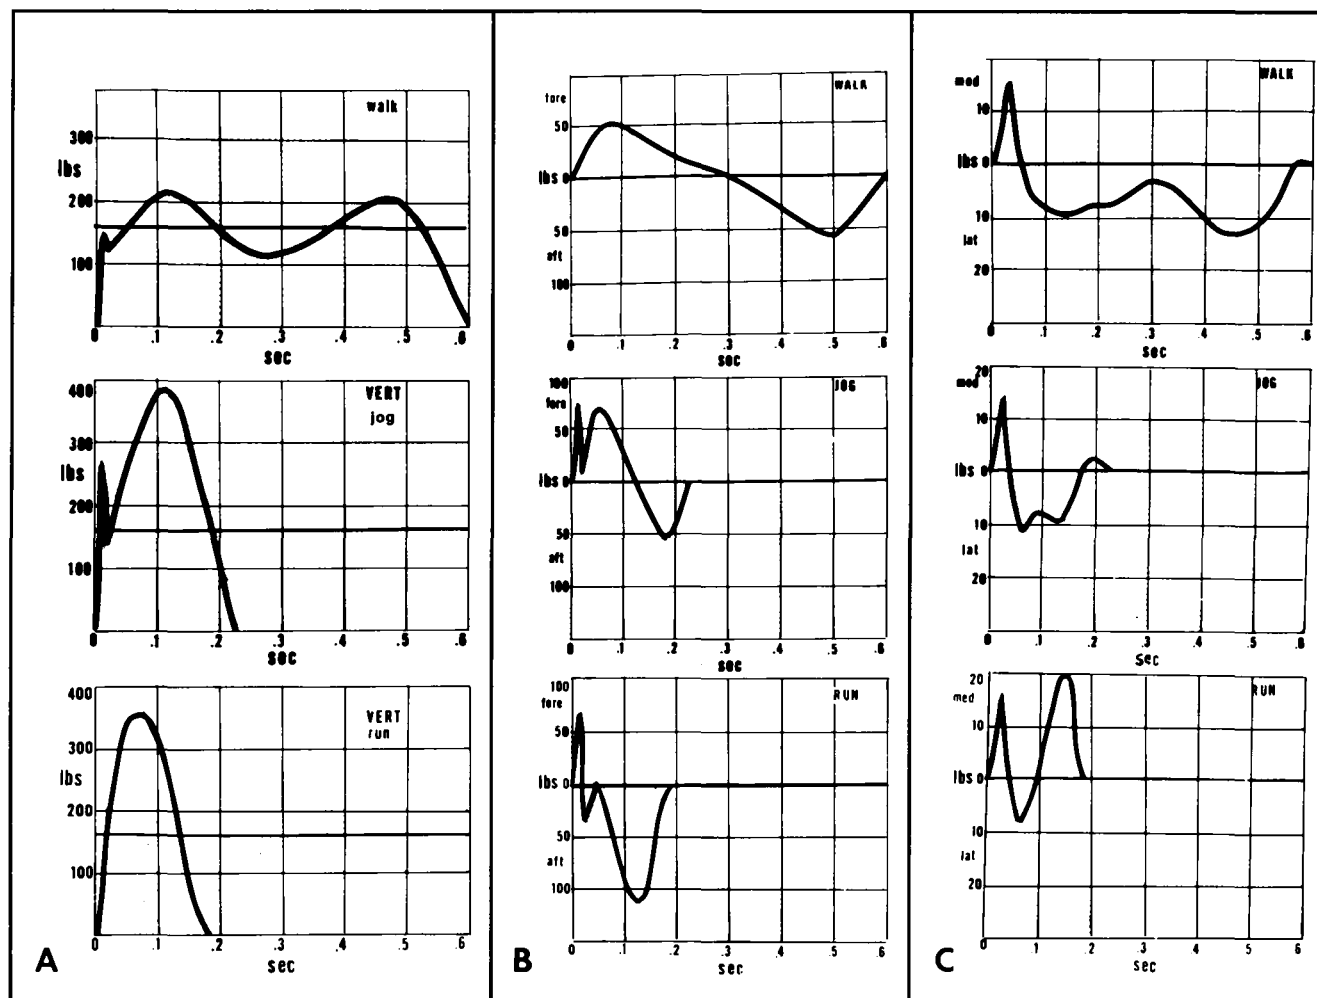 walk
300
lbs
200
100
0 .1 .2 .3 .4 .5 .6
sec
400
VERT
jog
300
lbs
200
100
0 .1 .2 .3 .4 .5 .6
sec
400
VERT
run
300
lbs
200
100
0 .1 .2 .3 .4 .5 .6
sec
A
fore
WALK
50
lbs 0
50
aft
100
0 .1 .2 .3 .4 .5 .6
sec
100
JOG
fore
50
lbs 0
50
aft
100
0 .1 .2 .3 .4 .5 .6
sec
100
RUN
fore
50
lbs 0
50
aft
100
0 .1 .2 .3 .4 .5 .6
sec
B
med
WALK
10
lbs 0
10
lat
20
0 .1 .2 .3 .4 .5 .6
sec
20
med
JOG
10
lbs 0
10
lat
20
0 .1 .2 .3 .4 .5 .6
sec
20
med
RUN
10
lbs 0
10
lat
20
0 .1 .2 .3 .4 5 6
sec
C